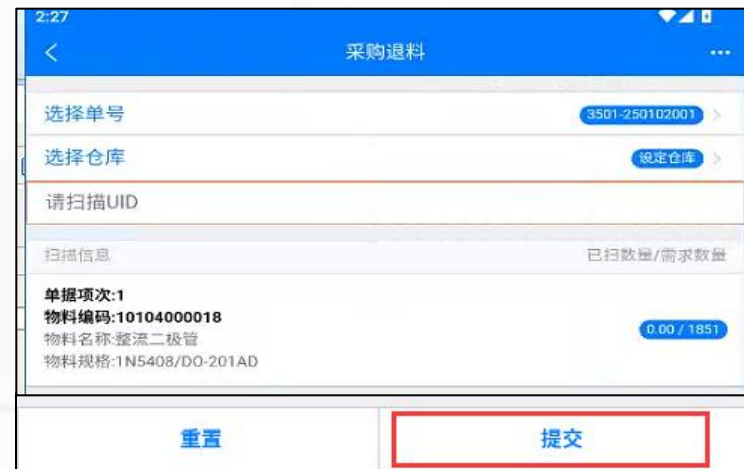 2:27
采购退料
选择单号 3501-250102001
选择仓库 设定仓库
请扫描UID
扫描信息 已扫数量/需求数量
单据项次:1
物料编码:10104000018
物料名称:整流二极管
物料规格:1N5408/DO-201AD
0.00 / 1851
重置 提交